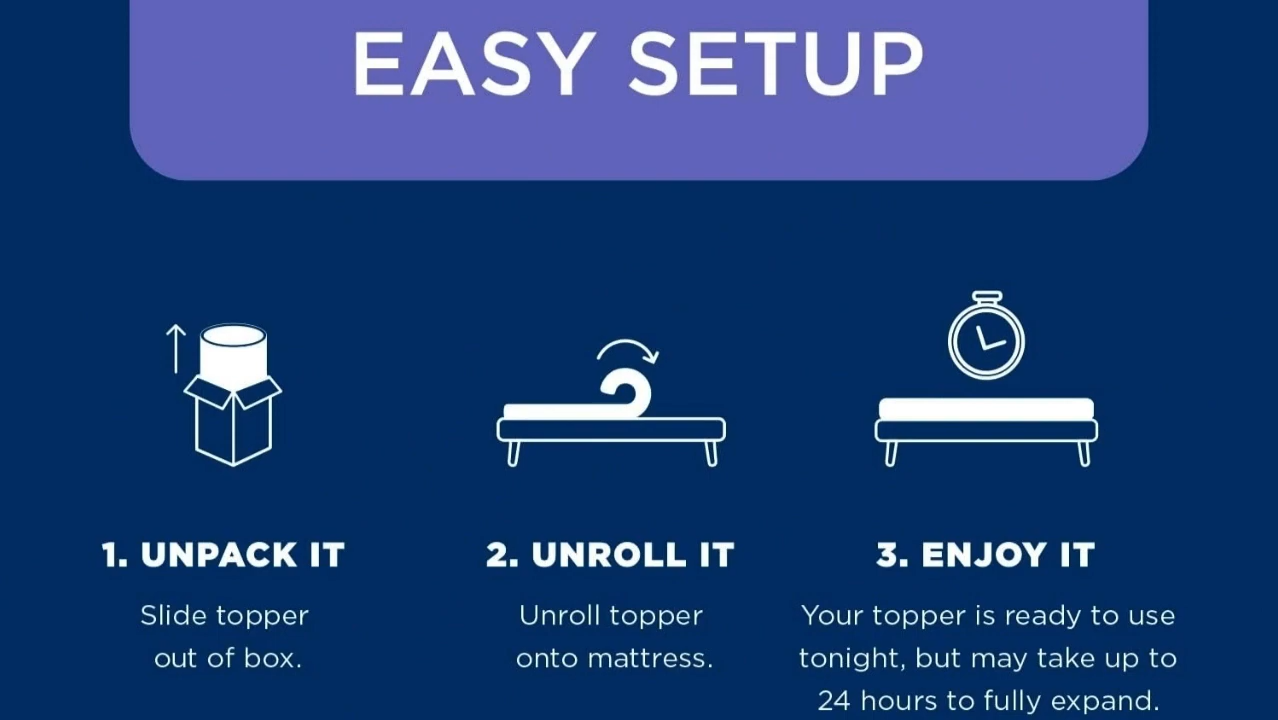 EASY SETUP
1. UNPACK IT
Slide topper
out of box.
2. UNROLL IT
Unroll topper
onto mattress.
3. ENJOY IT
Your topper is ready to use
tonight, but may take up to
24 hours to fully expand.